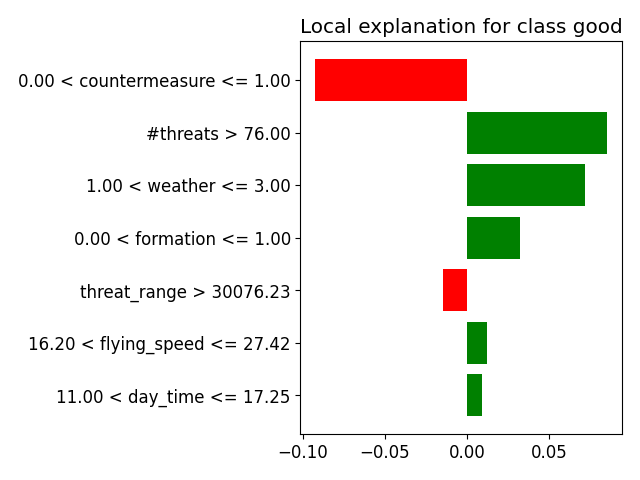 Local explanation for class good
0.00 < countermeasure <= 1.00
#threats > 76.00
1.00 < weather <= 3.00
0.00 < formation <= 1.00
threat_range > 30076.23
16.20 < flying_speed <= 27.42
11.00 < day_time <= 17.25
−0.10 −0.05 0.00 0.05